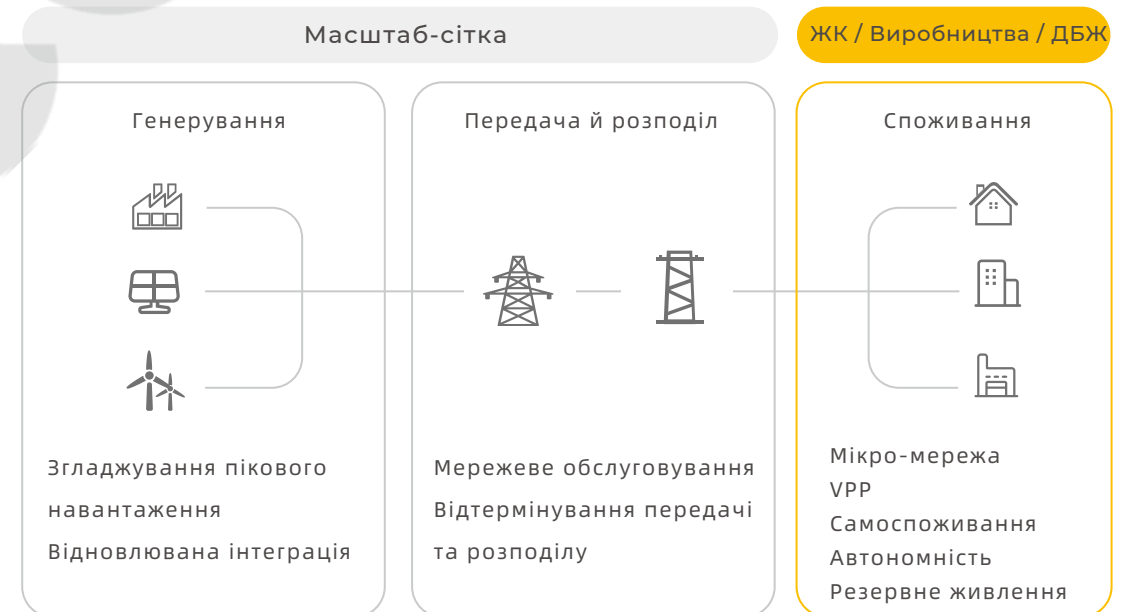 Масштаб-сітка
ЖК / Виробництва / ДБЖ
Генерування
Згладжування пікового
навантаження
Відновлювана інтеграція
Передача й розподіл
Мережеве обслуговування
Відтермінування передачі
та розподілу
Споживання
Мікро-мережа
VPP
Самоспоживання
Автономність
Резервне живлення